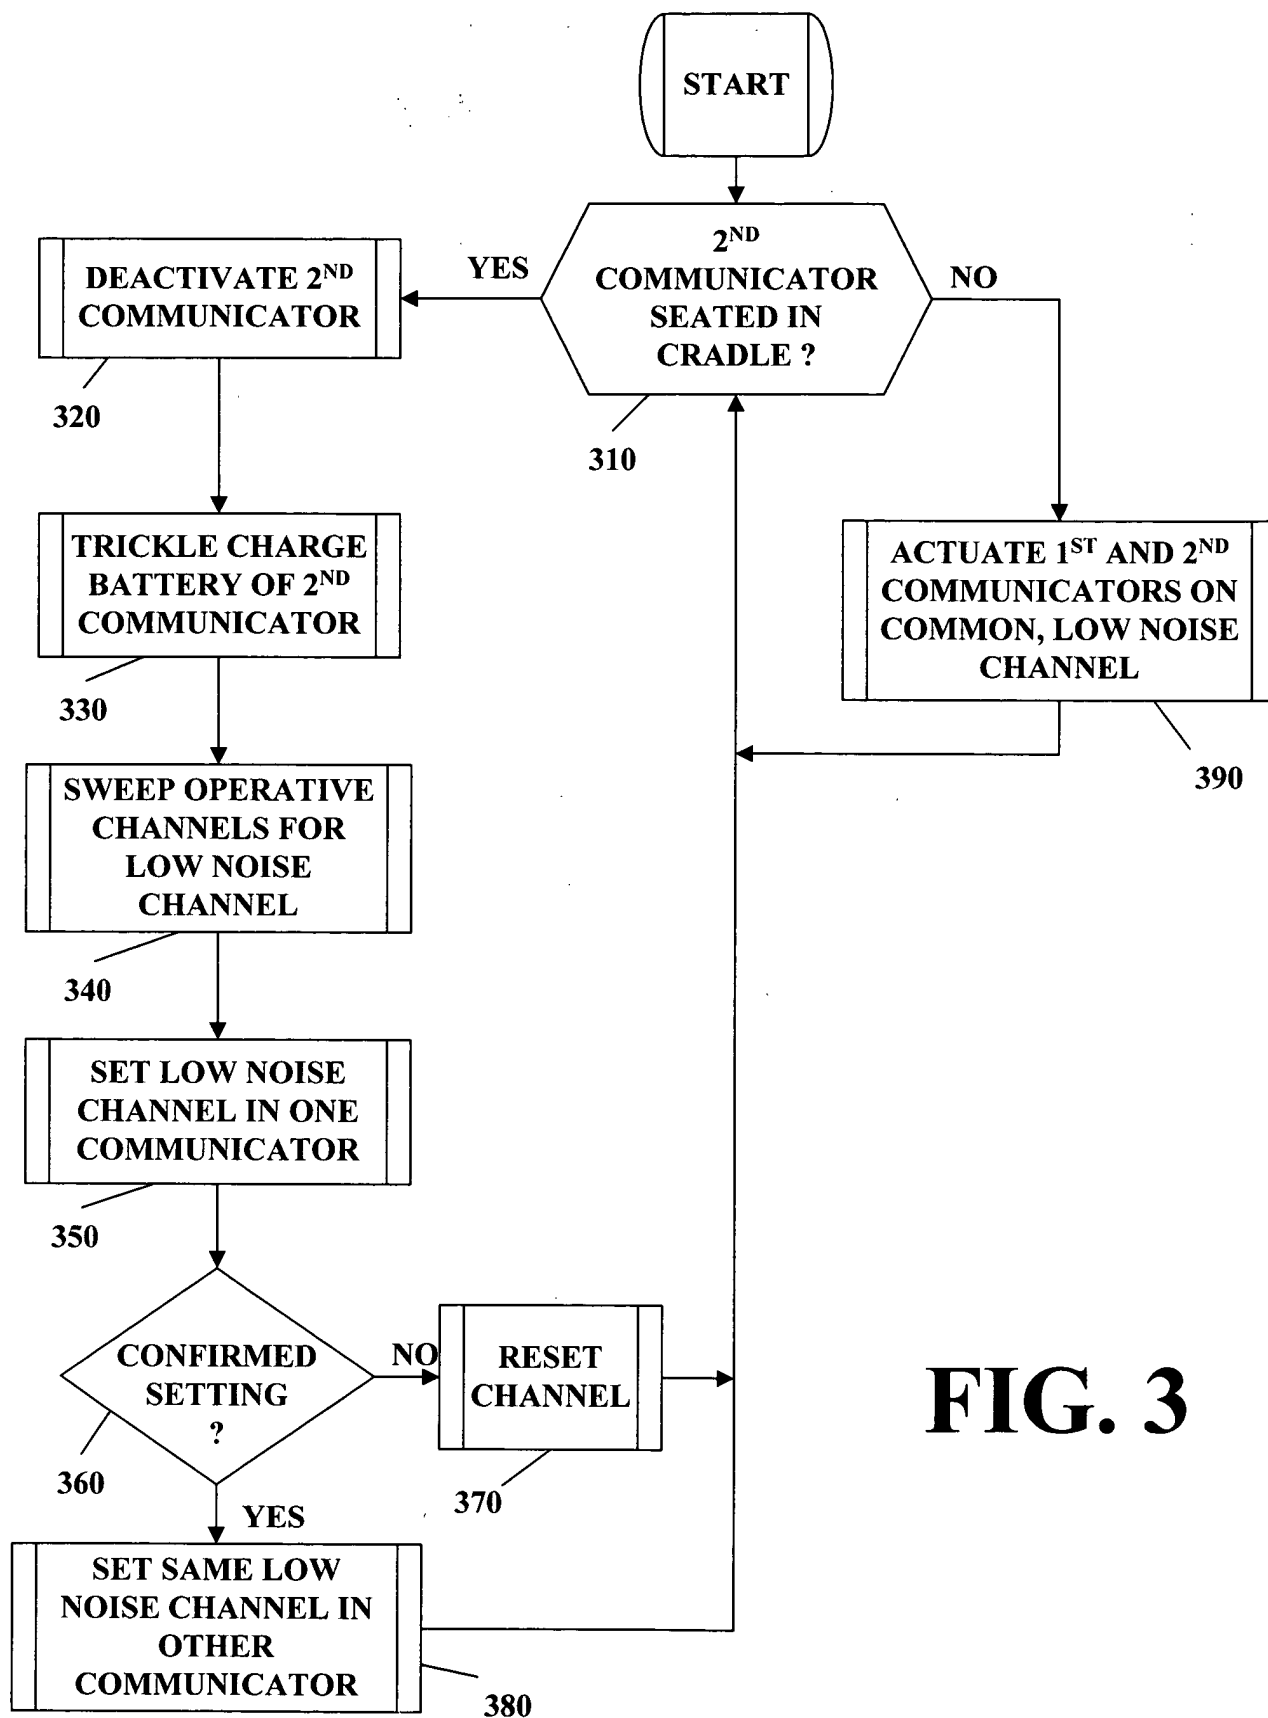 START
2ND
COMMUNICATOR
SEATED IN
CRADLE ?
310
YES
NO
DEACTIVATE 2ND
COMMUNICATOR
320
TRICKLE CHARGE
BATTERY OF 2ND
COMMUNICATOR
330
SWEEP OPERATIVE
CHANNELS FOR
LOW NOISE
CHANNEL
340
SET LOW NOISE
CHANNEL IN ONE
COMMUNICATOR
350
CONFIRMED
SETTING
?
360
NO
RESET
CHANNEL
370
YES
SET SAME LOW
NOISE CHANNEL IN
OTHER
COMMUNICATOR
380
ACTUATE 1ST AND 2ND
COMMUNICATORS ON
COMMON, LOW NOISE
CHANNEL
390
FIG. 3